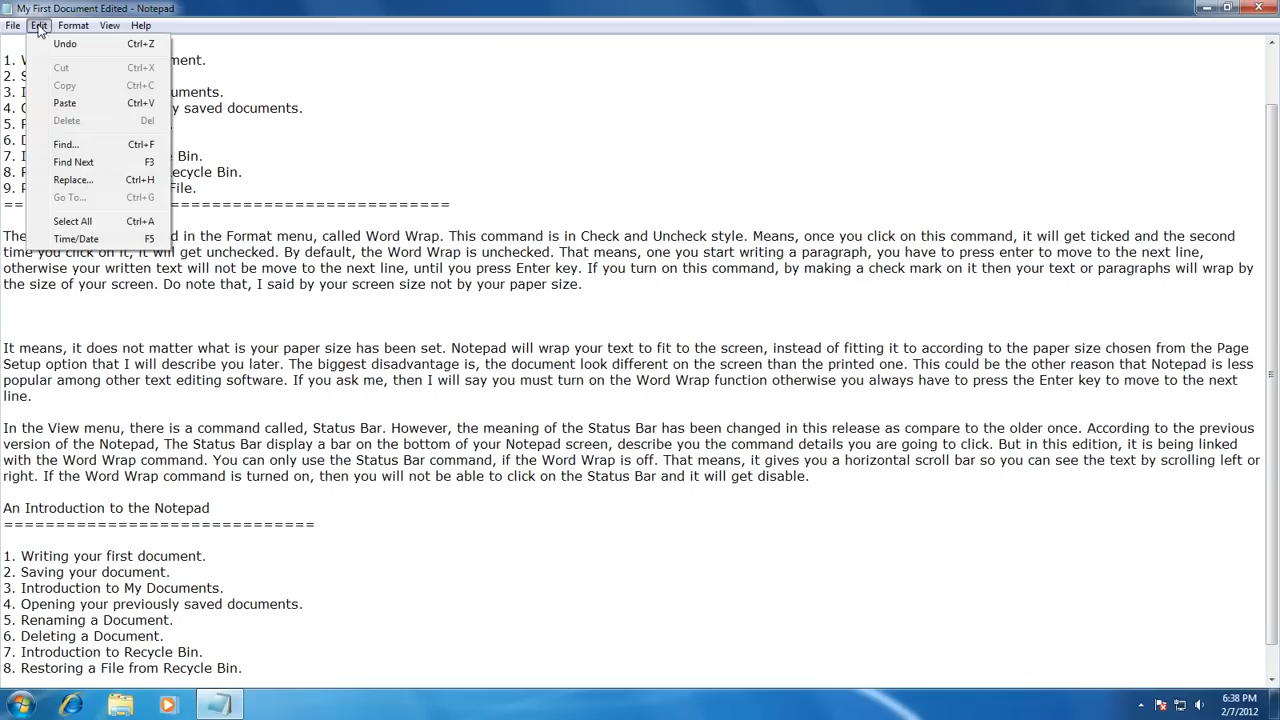 My First Document Edited - Notepad
File Edit Format View Help
Undo Ctrl+Z
Cut Ctrl+X
Copy Ctrl+C
Paste Ctrl+V
Delete Del
Find... Ctrl+F
Find Next F3
Replace... Ctrl+H
Go To... Ctrl+G
Select All Ctrl+A
Time/Date F5
1. ment.
2.
3. uments.
4. y saved documents.
5.
6.
7. Bin.
8. ecycle Bin.
9. File.
==========================================
The d in the Format menu, called Word Wrap. This command is in Check and Uncheck style. Means, once you click on this command, it will get ticked and the second
time you click on it, it will get unchecked. By default, the Word Wrap is unchecked. That means, one you start writing a paragraph, you have to press enter to move to the next line,
otherwise your written text will not be move to the next line, until you press Enter key. If you turn on this command, by making a check mark on it then your text or paragraphs will wrap by
the size of your screen. Do note that, I said by your screen size not by your paper size.
It means, it does not matter what is your paper size has been set. Notepad will wrap your text to fit to the screen, instead of fitting it to according to the paper size chosen from the Page
Setup option that I will describe you later. The biggest disadvantage is, the document look different on the screen than the printed one. This could be the other reason that Notepad is less
popular among other text editing software. If you ask me, then I will say you must turn on the Word Wrap function otherwise you always have to press the Enter key to move to the next
line.
In the View menu, there is a command called, Status Bar. However, the meaning of the Status Bar has been changed in this release as compare to the older once. According to the previous
version of the Notepad, The Status Bar display a bar on the bottom of your Notepad screen, describe you the command details you are going to click. But in this edition, it is being linked
with the Word Wrap command. You can only use the Status Bar command, if the Word Wrap is off. That means, it gives you a horizontal scroll bar so you can see the text by scrolling left or
right. If the Word Wrap command is turned on, then you will not be able to click on the Status Bar and it will get disable.
An Introduction to the Notepad
=============================
1. Writing your first document.
2. Saving your document.
3. Introduction to My Documents.
4. Opening your previously saved documents.
5. Renaming a Document.
6. Deleting a Document.
7. Introduction to Recycle Bin.
8. Restoring a File from Recycle Bin.
6:38 PM
2/7/2012